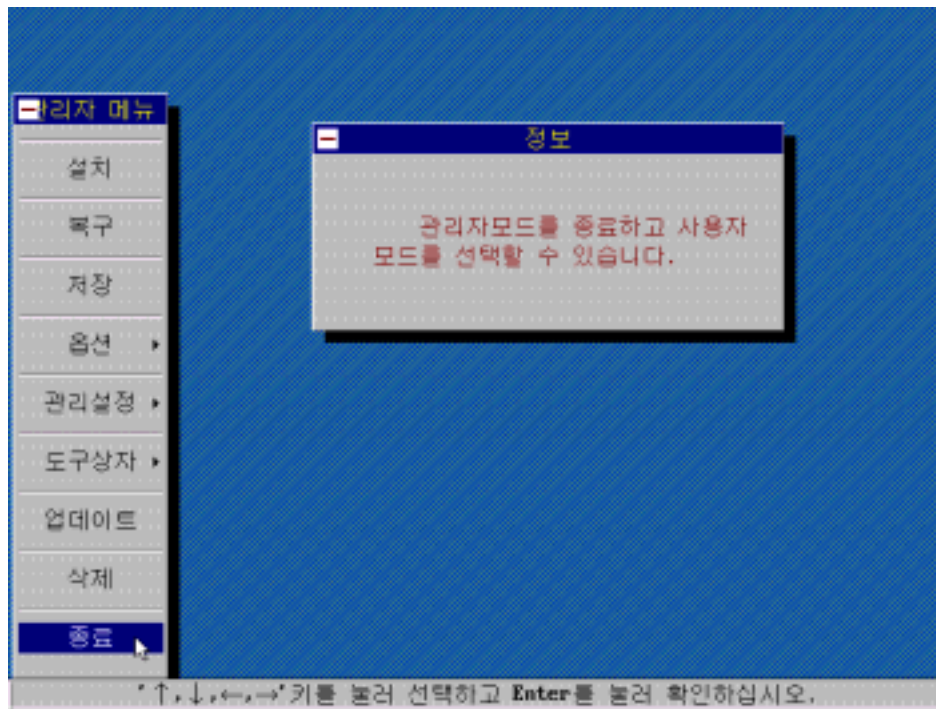 관리자 메뉴
설치
복구
저장
옵션
관리설정
도구상자
업데이트
삭제
종료
정보
관리자모드를 종료하고 사용자
모드를 선택할 수 있습니다.
'↑,↓,←,→'키를 눌러 선택하고 Enter를 눌러 확인하십시오.